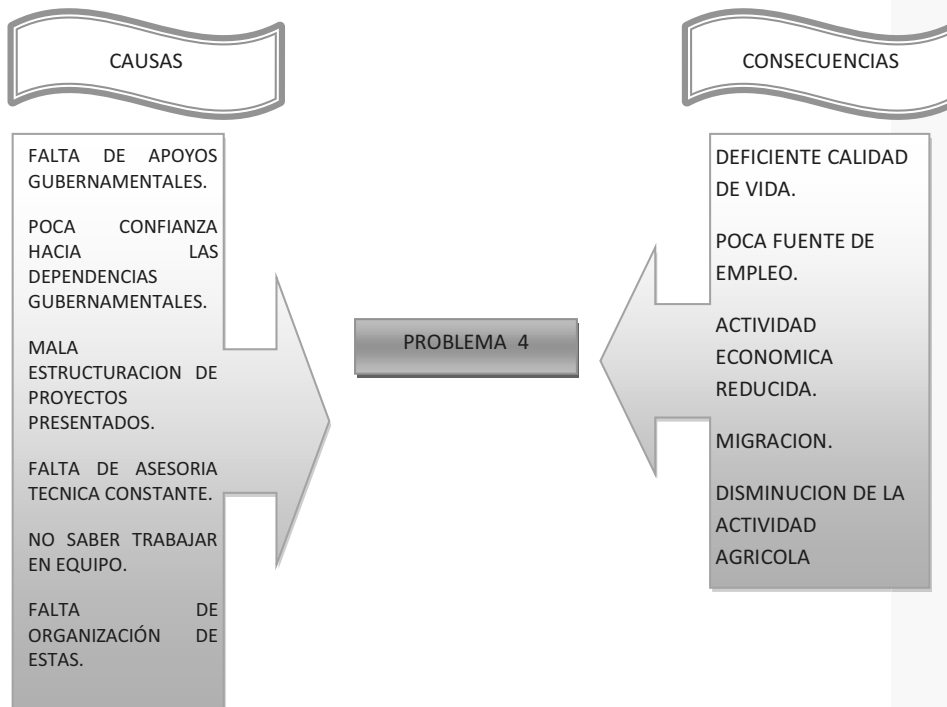 CAUSAS
FALTA DE APOYOS
GUBERNAMENTALES.
POCA CONFIANZA
HACIA LAS
DEPENDENCIAS
GUBERNAMENTALES.
MALA
ESTRUCTURACION DE
PROYECTOS
PRESENTADOS.
FALTA DE ASESORIA
TECNICA CONSTANTE.
NO SABER TRABAJAR
EN EQUIPO.
FALTA DE
ORGANIZACIÓN DE
ESTAS.
PROBLEMA 4
CONSECUENCIAS
DEFICIENTE CALIDAD
DE VIDA.
POCA FUENTE DE
EMPLEO.
ACTIVIDAD
ECONOMICA
REDUCIDA.
MIGRACION.
DISMINUCION DE LA
ACTIVIDAD
AGRICOLA